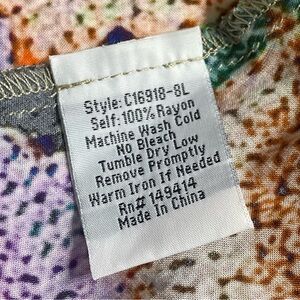 Style: C16918-8L
Self: 100% Rayon
Machine Wash Cold
No Bleach
Tumble Dry Low
Remove Promptly
Warm Iron If Needed
Rn# 149414
Made In China